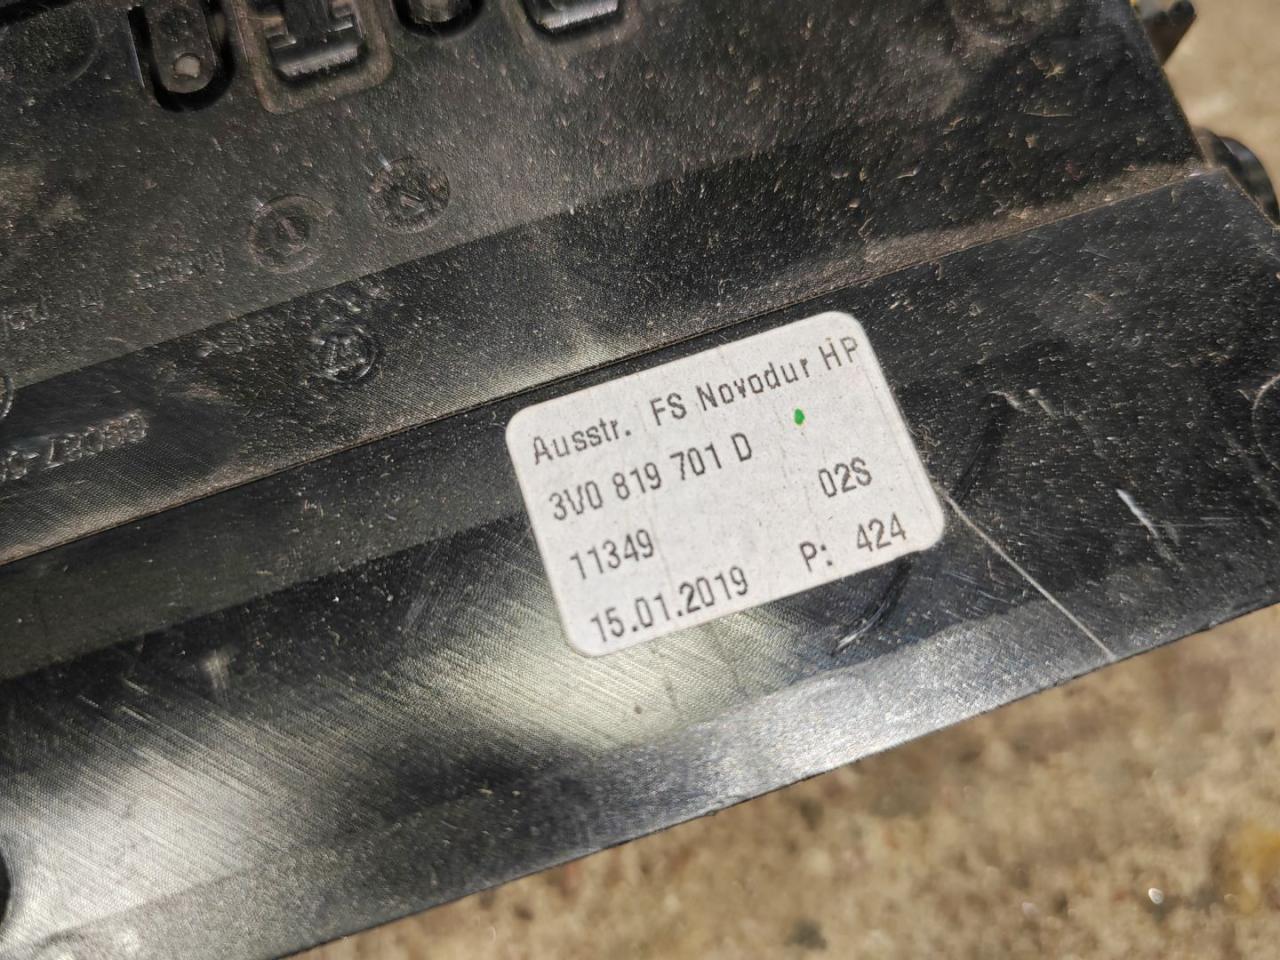 Ausstr. FS Novodur HP
3V0 819 701 D
11349 02S
15.01.2019 P: 424